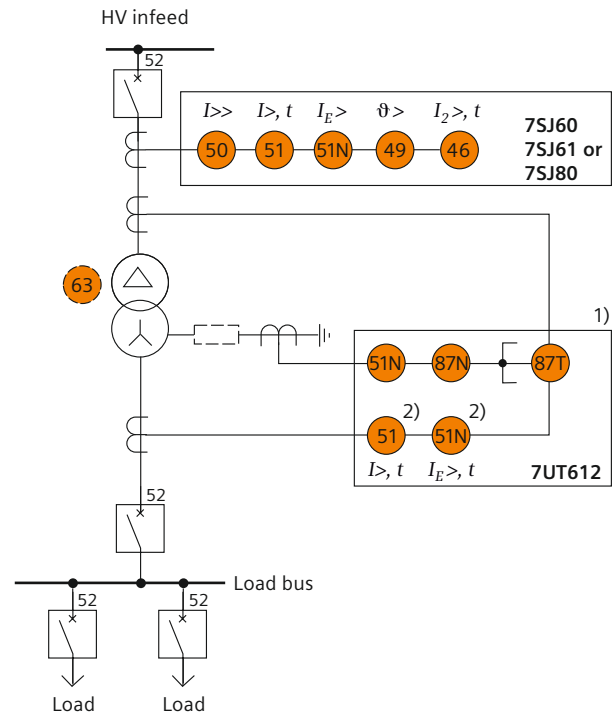 HV infeed
52
I>> I>, t I_E> ϑ> I_2>, t
7SJ60
7SJ61 or
7SJ80
50 51 51N 49 46
63
1)
51N 87N 87T
2) 2)
51 51N
I>, t I_E>, t 7UT612
52
Load bus
52 52
Load Load